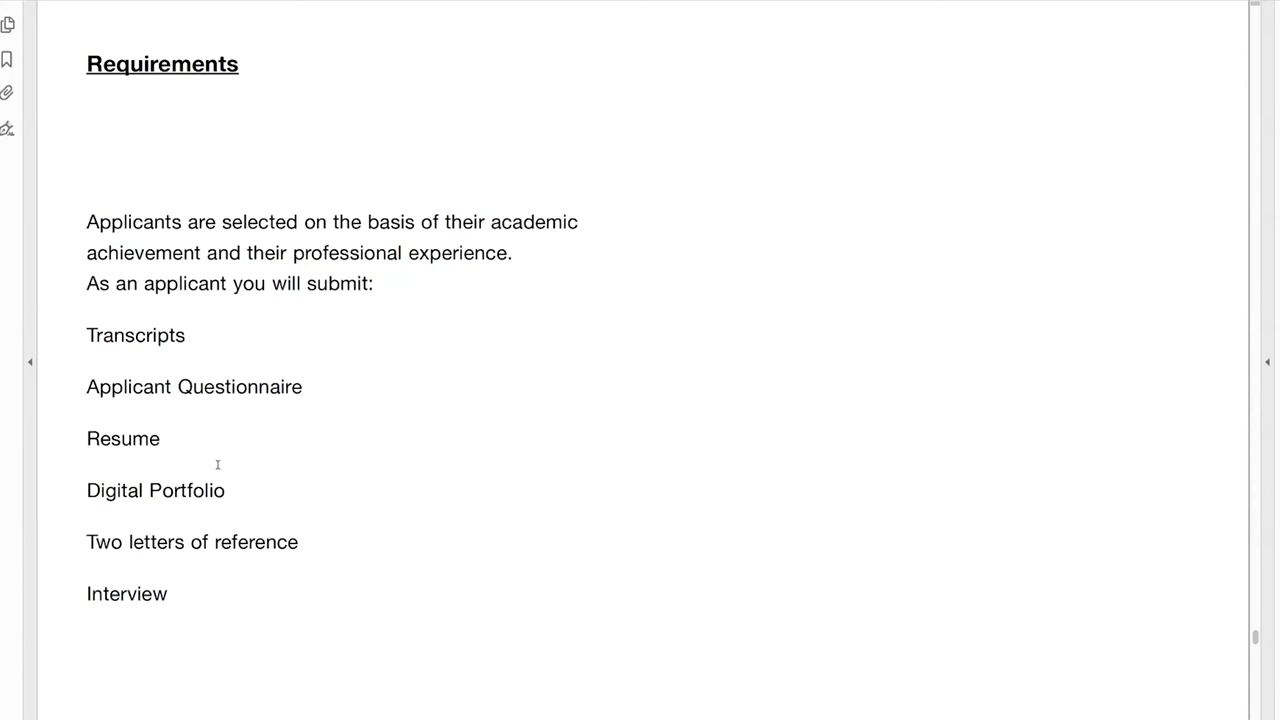 Requirements
Applicants are selected on the basis of their academic
achievement and their professional experience.
As an applicant you will submit:
Transcripts
Applicant Questionnaire
Resume
Digital Portfolio
Two letters of reference
Interview